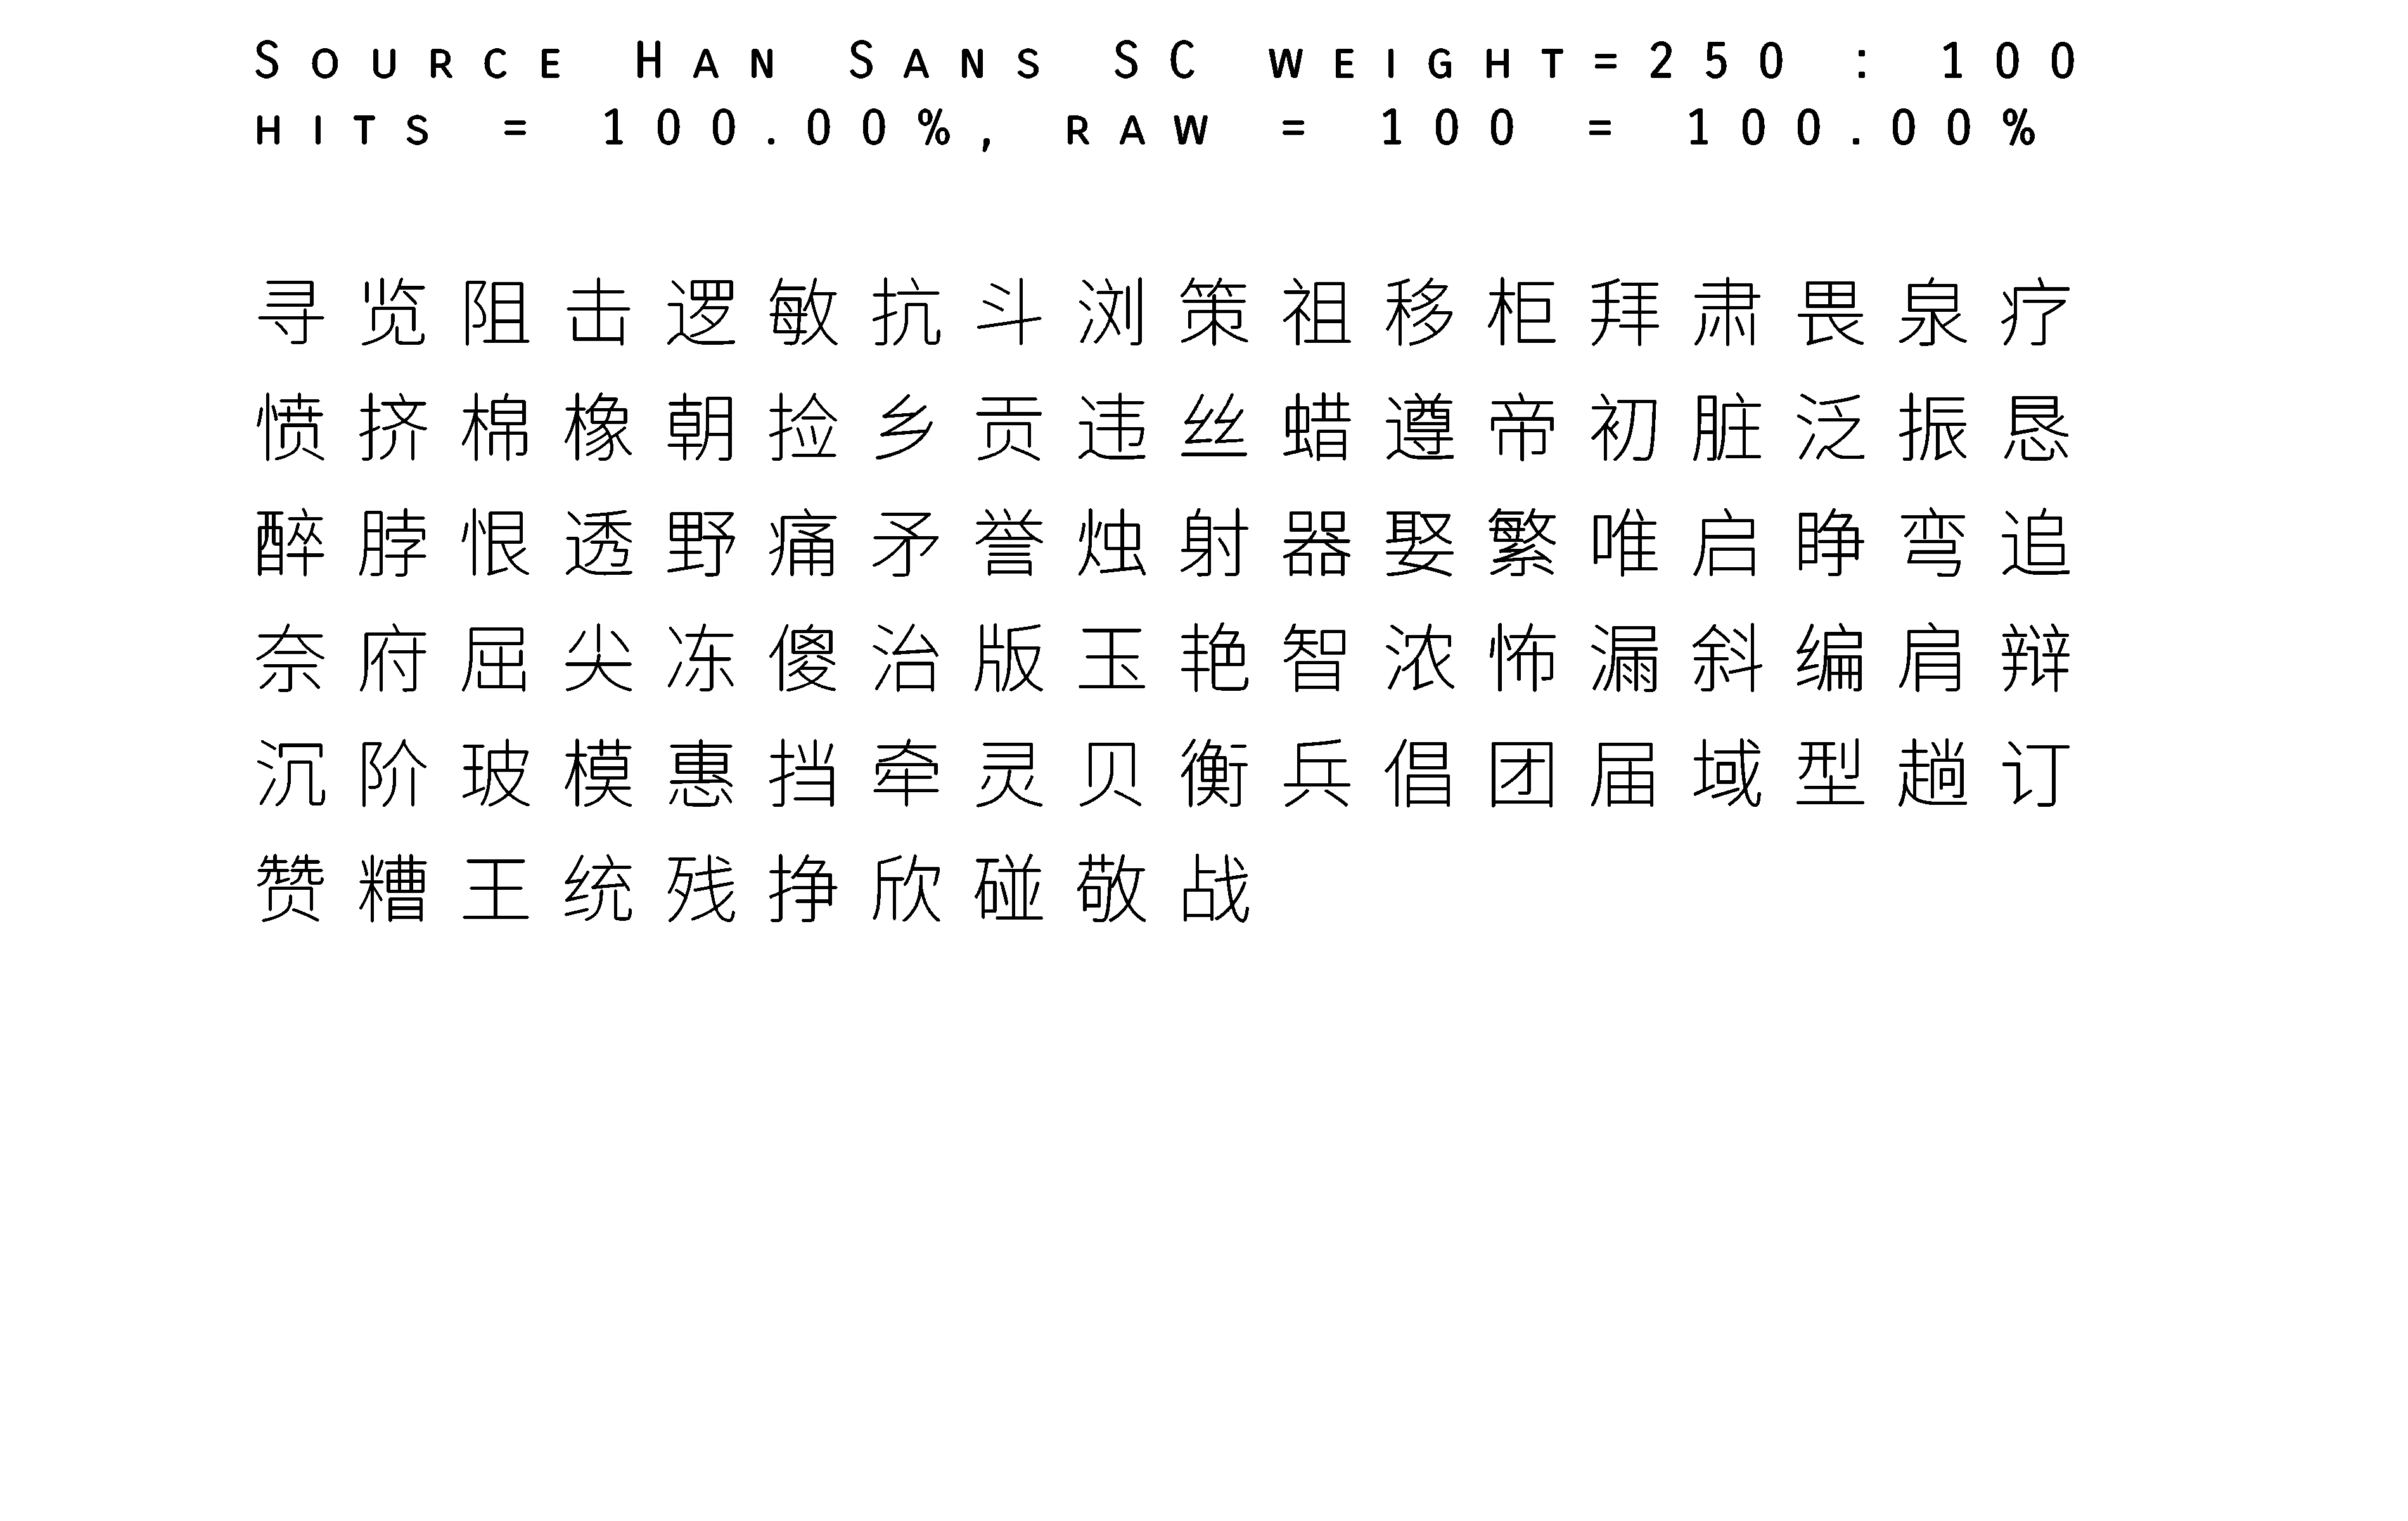 Source Han Sans SC weight=250 : 100
hits = 100.00%, raw = 100 = 100.00%
寻览阻击逻敏抗斗浏策祖移柜拜肃畏泉疗
愤挤棉橡朝捡乡贡违丝蜡遵帝初脏泛振恳
醉脖恨透野痛矛誉烛射器娶繁唯启睁弯追
奈府屈尖冻傻治版玉艳智浓怖漏斜编肩辩
沉阶玻模惠挡牵灵贝衡兵倡团届域型趟订
赞糟王统残挣欣碰敬战